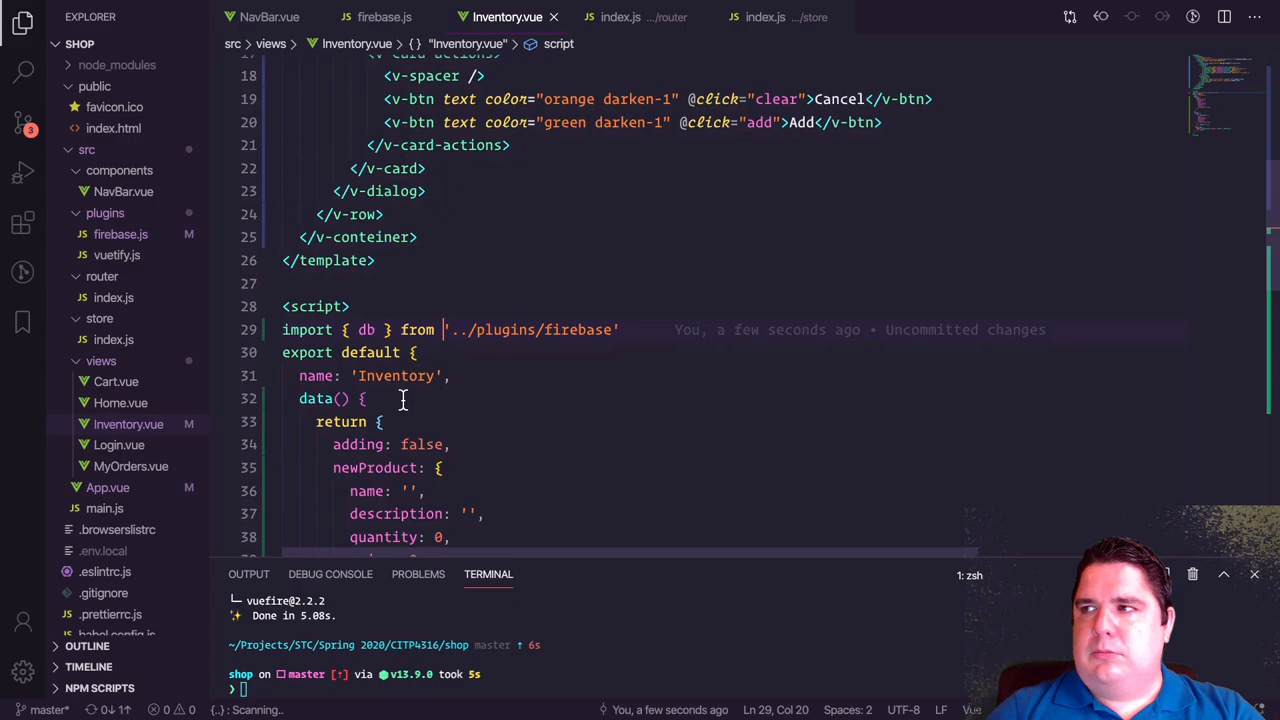 EXPLORER
NavBar.vue
firebase.js
Inventory.vue
index.js .../router
index.js .../store
SHOP
src
views
Inventory.vue
{ } "Inventory.vue"
script
node_modules
public
favicon.ico
index.html
src
components
NavBar.vue
plugins
firebase.js M
vuetify.js
router
index.js
store
index.js
views
Cart.vue
Home.vue
Inventory.vue M
Login.vue
MyOrders.vue
App.vue M
main.js
.browserslistrc
.env.local
.eslintrc.js
.gitignore
.prettierrc.js
babel.config.js
OUTLINE
TIMELINE
NPM SCRIPTS
3
17 <v-card-actions>
18 <v-spacer />
19 <v-btn text color="orange darken-1" @click="clear">Cancel</v-btn>
20 <v-btn text color="green darken-1" @click="add">Add</v-btn>
21 </v-card-actions>
22 </v-card>
23 </v-dialog>
24 </v-row>
25 </v-conteiner>
26 </template>
27
28 <script>
29 import { db } from '../plugins/firebase' You, a few seconds ago • Uncommitted changes
30 export default {
31 name: 'Inventory',
32 data() {
33 return {
34 adding: false,
35 newProduct: {
36 name: '',
37 description: '',
38 quantity: 0,
OUTPUT
DEBUG CONSOLE
PROBLEMS
TERMINAL
1: zsh
└─ vuefire@2.2.2
Done in 5.08s.
~/Projects/STC/Spring 2020/CITP4316/shop master ↑ 6s
shop on master [↑] via v13.9.0 took 5s
❯
master*
0↓ 1↑
0 0
{..} : Scanning..
You, a few seconds ago
Ln 29, Col 20
Spaces: 2
UTF-8
LF
Vue